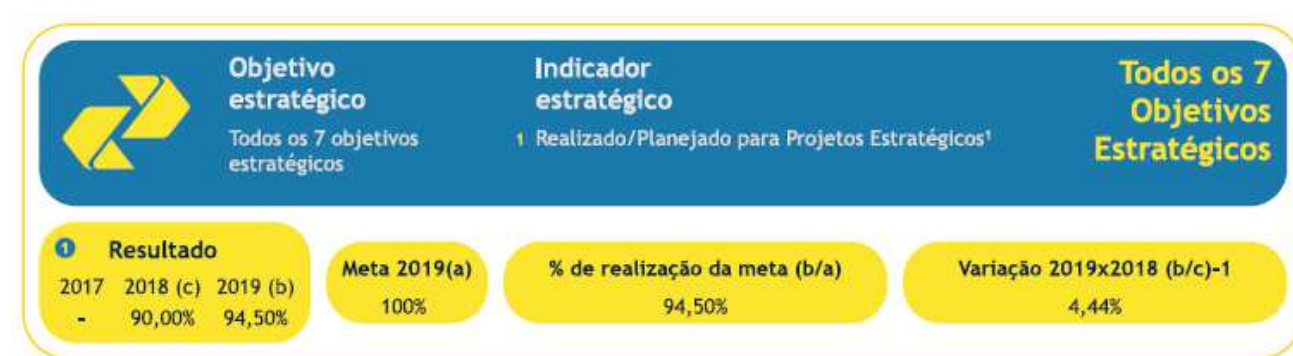 Objetivo
estratégico
Todos os 7 objetivos
estratégicos
Indicador
estratégico
1 Realizado/Planejado para Projetos Estratégicos¹
Todos os 7
Objetivos
Estratégicos
1 Resultado
2017 2018 (c) 2019 (b)
- 90,00% 94,50%
Meta 2019(a)
100%
% de realização da meta (b/a)
94,50%
Variação 2019x2018 (b/c)-1
4,44%